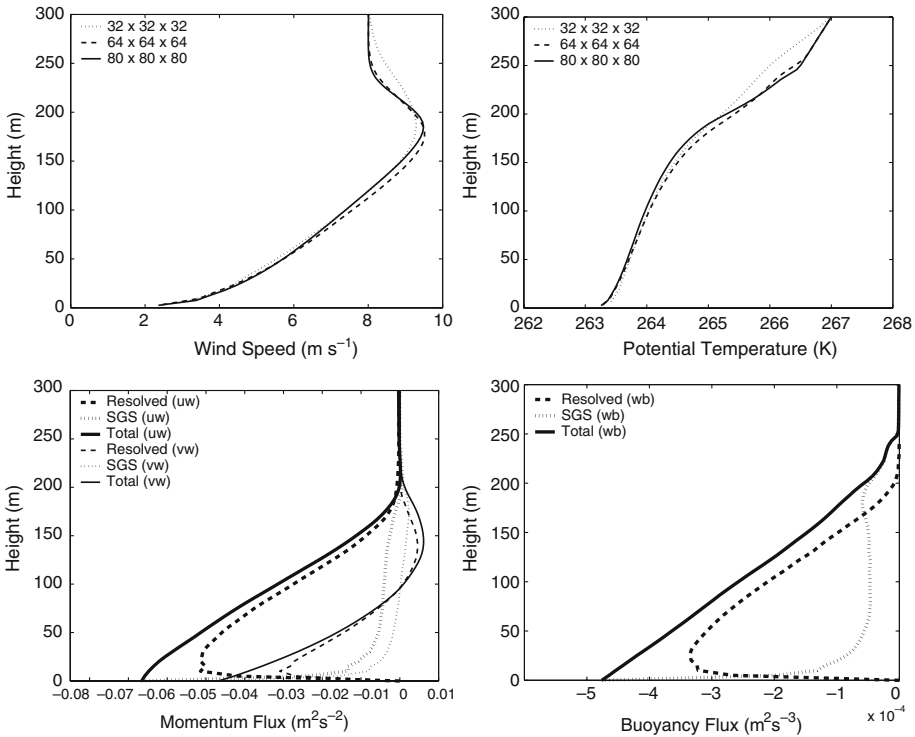 300
250
200
150
100
50
0
Height (m)
32 x 32 x 32
64 x 64 x 64
80 x 80 x 80
0 2 4 6 8 10
Wind Speed (m s⁻¹)
300
250
200
150
100
50
0
Height (m)
32 x 32 x 32
64 x 64 x 64
80 x 80 x 80
262 263 264 265 266 267 268
Potential Temperature (K)
300
250
200
150
100
50
0
Height (m)
Resolved (uw)
SGS (uw)
Total (uw)
Resolved (vw)
SGS (vw)
Total (vw)
−0.08 −0.07 −0.06 −0.05 −0.04 −0.03 −0.02 −0.01 0 0.01
Momentum Flux (m²s⁻²)
300
250
200
150
100
50
0
Height (m)
Resolved (wb)
SGS (wb)
Total (wb)
−5 −4 −3 −2 −1 0
x 10⁻⁴
Buoyancy Flux (m²s⁻³)